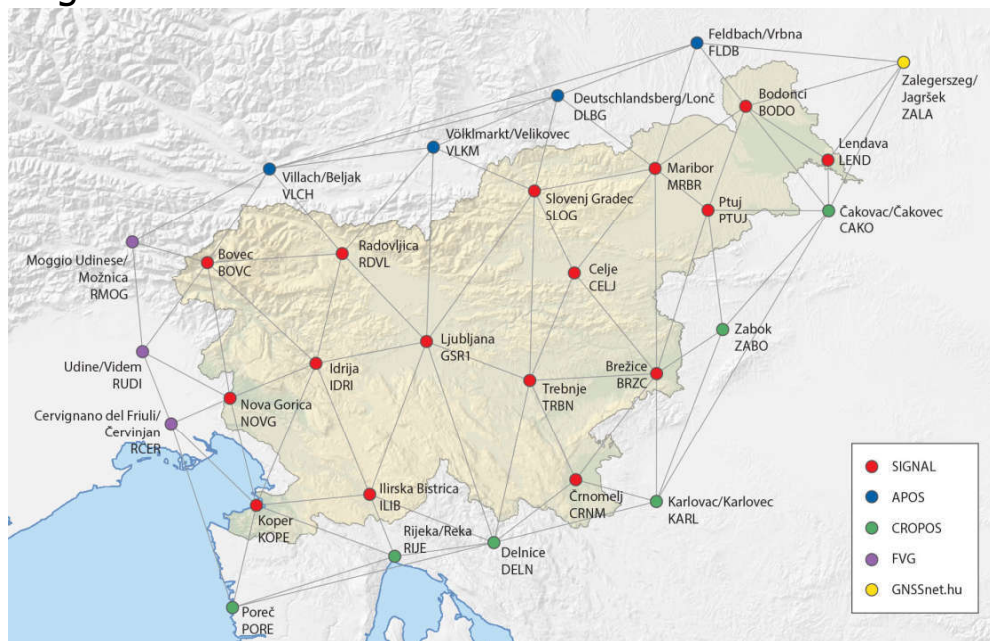 Feldbach/Vrbna
FLDB
Zalegerszeg/
Jagršek
ZALA
Deutschlandsberg/Lonč
DLBG
Bodonci
BODO
Völklmarkt/Velikovec
VLKM
Lendava
LEND
Villach/Beljak
VLCH
Maribor
MRBR
Slovenj Gradec
SLOG
Ptuj
PTUJ
Čakovac/Čakovec
CAKO
Moggio Udinese/
Možnica
RMOG
Bovec
BOVC
Radovljica
RDVL
Celje
CELJ
Zabok
ZABO
Ljubljana
GSR1
Udine/Videm
RUDI
Idrija
IDRI
Brežice
BRZC
Trebnje
TRBN
Nova Gorica
NOVG
Cervignano del Friuli/
Červinjan
RČER
Ilirska Bistrica
ILIB
Črnomelj
CRNM
Karlovac/Karlovec
KARL
Koper
KOPE
Rijeka/Reka
RIJE
Delnice
DELN
Poreč
PORE
SIGNAL
APOS
CROPOS
FVG
GNSSnet.hu